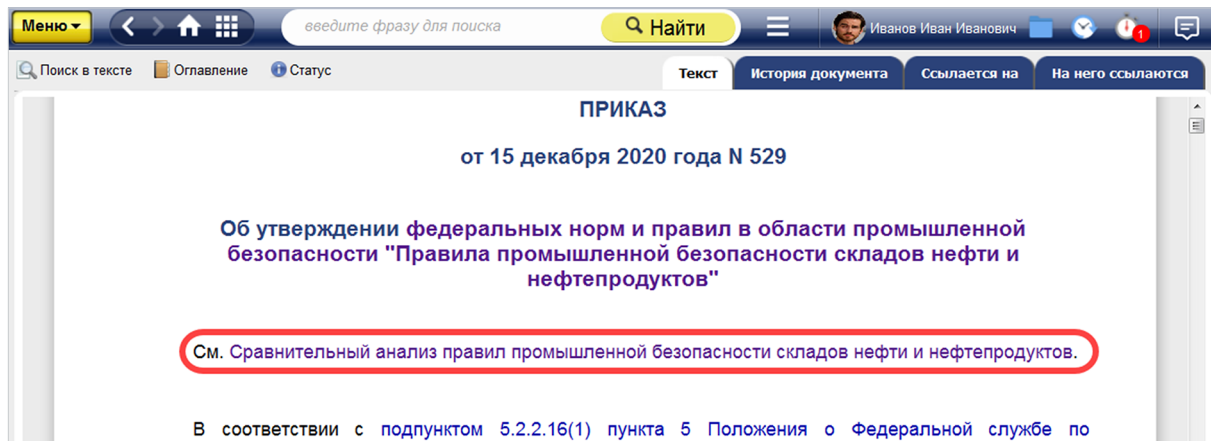 Меню введите фразу для поиска Найти Иванов Иван Иванович 1
Поиск в тексте Оглавление Статус Текст История документа Ссылается на На него ссылаются
ПРИКАЗ
от 15 декабря 2020 года N 529
Об утверждении федеральных норм и правил в области промышленной
безопасности "Правила промышленной безопасности складов нефти и
нефтепродуктов"
См. Сравнительный анализ правил промышленной безопасности складов нефти и нефтепродуктов.
В соответствии с подпунктом 5.2.2.16(1) пункта 5 Положения о Федеральной службе по